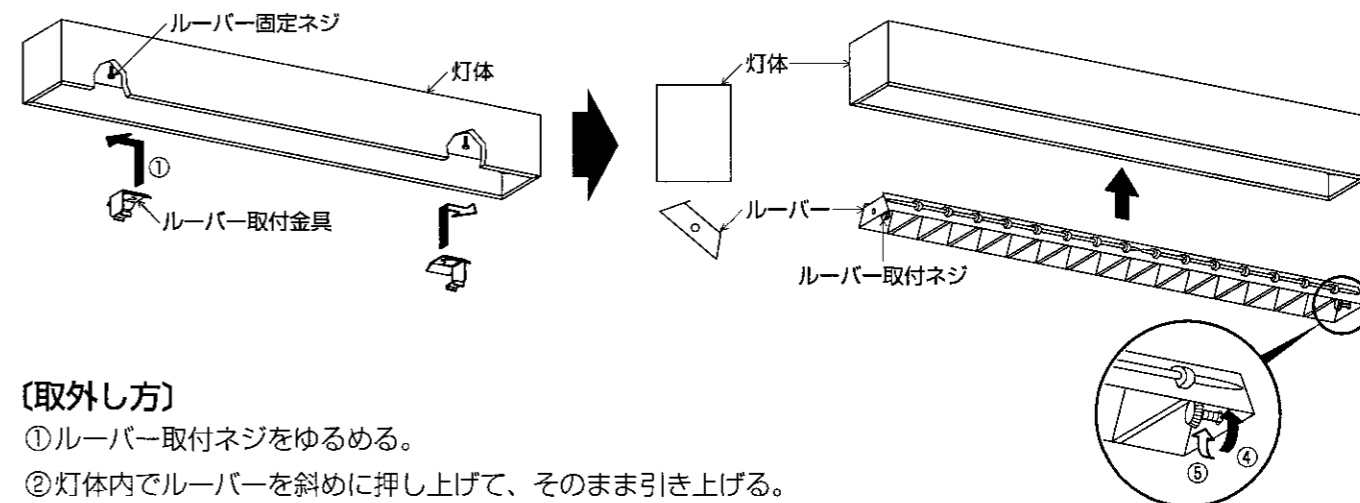 ルーバー固定ネジ
灯体
①
ルーバー取付金具
灯体
ルーバー
ルーバー取付ネジ
⑤
④
〔取外し方〕
①ルーバー取付ネジをゆるめる。
②灯体内でルーバーを斜めに押し上げて、そのまま引き上げる。